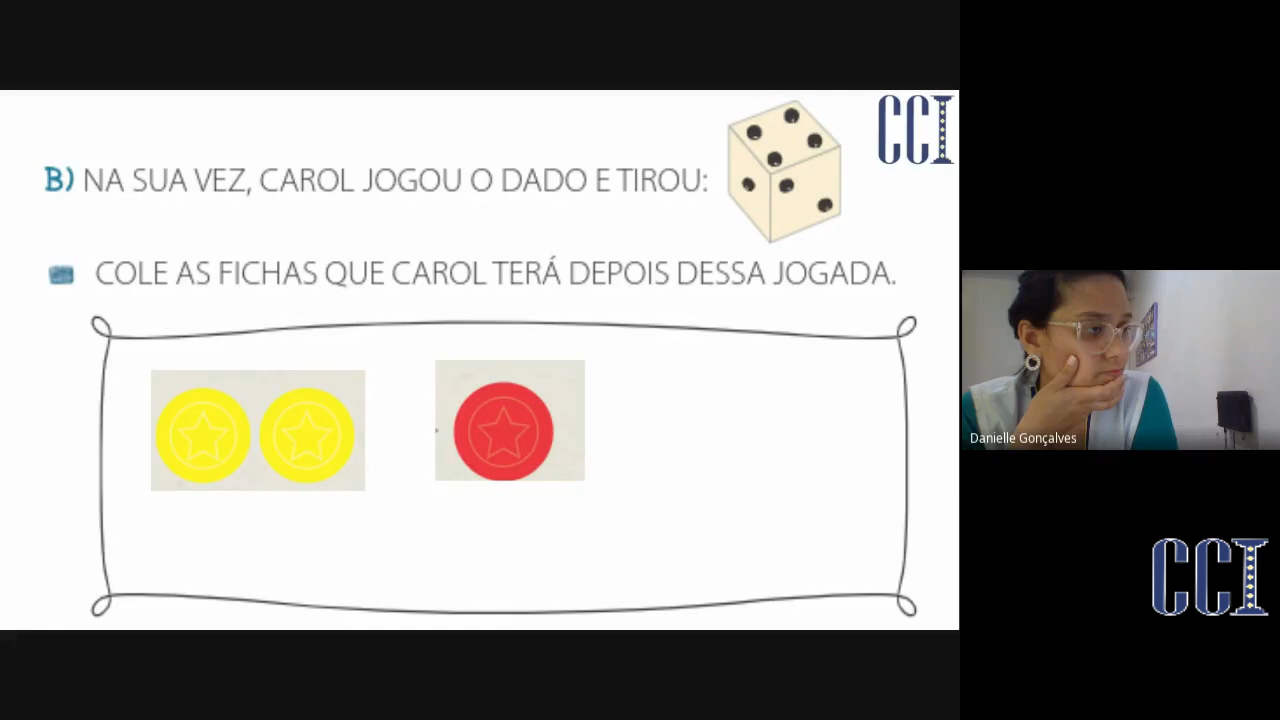 CCI
B) NA SUA VEZ, CAROL JOGOU O DADO E TIROU:
COLE AS FICHAS QUE CAROL TERÁ DEPOIS DESSA JOGADA.
Danielle Gonçalves
CCI